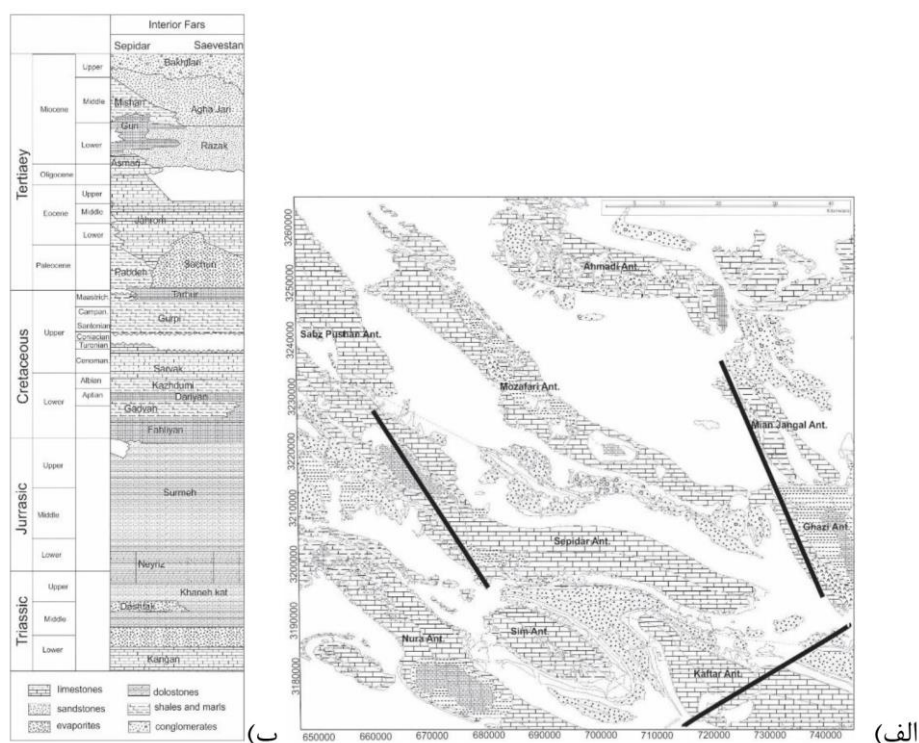 Interior Fars
Sepidar Saevestan
Tertiaey
Miocene
Upper
Middle
Lower
Oligocene
Eocene
Upper
Middle
Lower
Paleocene
Cretaceous
Upper
Maastrich.
Campan.
Santonian
Coniacian
Turonian
Cenoman.
Lower
Albien
Aptian
Jurrasic
Upper
Middle
Lower
Triassic
Upper
Middle
Lower
Bakhtiari
Mishan
Agha Jari
Guri
Razak
Asmari
Jahrom
Sachun
Pabdeh
Tarbur
Gurpi
Sarvak
Kazhdumi
Dariyan
Gadvan
Fahliyan
Surmeh
Neyriz
Khaneh kat
Dashtak
Kangan
limestones dolostones
sandstones shales and marls
evaporites conglomerates
ب)
3260000
3250000
3240000
3230000
3220000
3210000
3200000
3190000
3180000
Ahmadi Ant.
Sabz Pushan Ant.
Mozafari Ant.
Mian Jangal Ant.
Ghazi Ant.
Sepidar Ant.
Nura Ant.
Sim Ant.
Kaftar Ant.
650000 660000 670000 680000 690000 700000 710000 720000 730000 740000
الف)